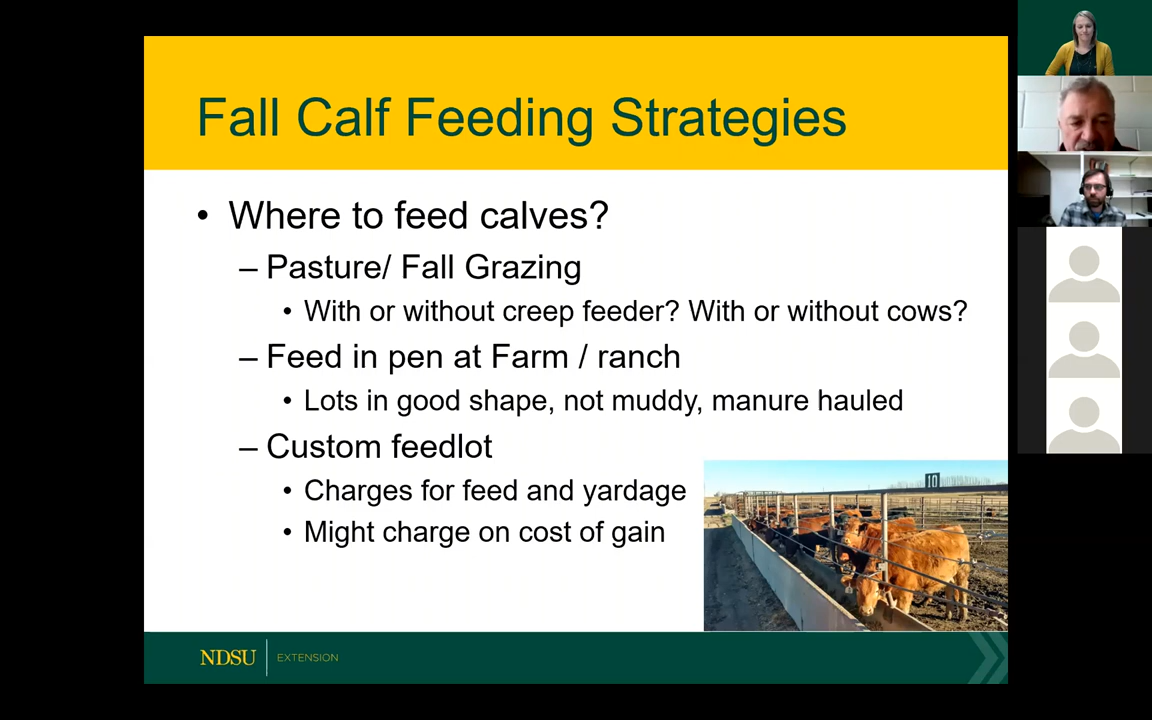 Fall Calf Feeding Strategies
• Where to feed calves?
– Pasture/ Fall Grazing
• With or without creep feeder? With or without cows?
– Feed in pen at Farm / ranch
• Lots in good shape, not muddy, manure hauled
– Custom feedlot
• Charges for feed and yardage
• Might charge on cost of gain
10
NDSU EXTENSION